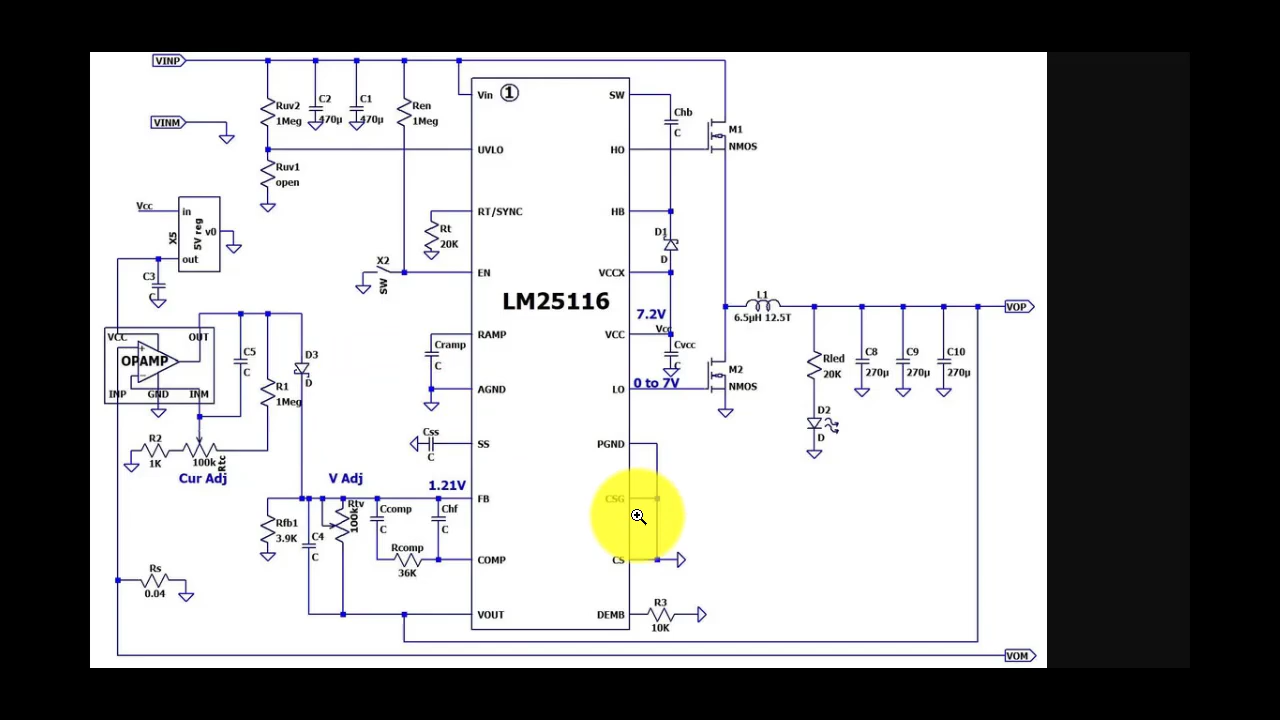 VINP
VINM
Ruv2
1Meg
C2
470µ
C1
470µ
Ren
1Meg
Vin
1
SW
Chb
C
M1
NMOS
UVLO
HO
Ruv1
open
Vcc
in
X5
5V reg
v0
out
RT/SYNC
Rt
20K
HB
D1
D
C3
C
X2
SW
EN
VCCX
LM25116
7.2V
Vcc
L1
6.5µH 12.5T
VOP
VCC
OUT
OPAMP
INP
GND
INM
C5
C
D3
D
R1
1Meg
RAMP
VCC
Cramp
C
Cvcc
C
AGND
LO
0 to 7V
M2
NMOS
Rled
20K
C8
270µ
C9
270µ
C10
270µ
D2
D
R2
1K
100k
Rtc
Cur Adj
Css
C
SS
PGND
V Adj
1.21V
FB
CSG
Rtv
100k
Rfb1
3.9K
C4
C
Ccomp
C
Chf
C
Rcomp
36K
COMP
CS
Rs
0.04
VOUT
DEMB
R3
10K
VOM